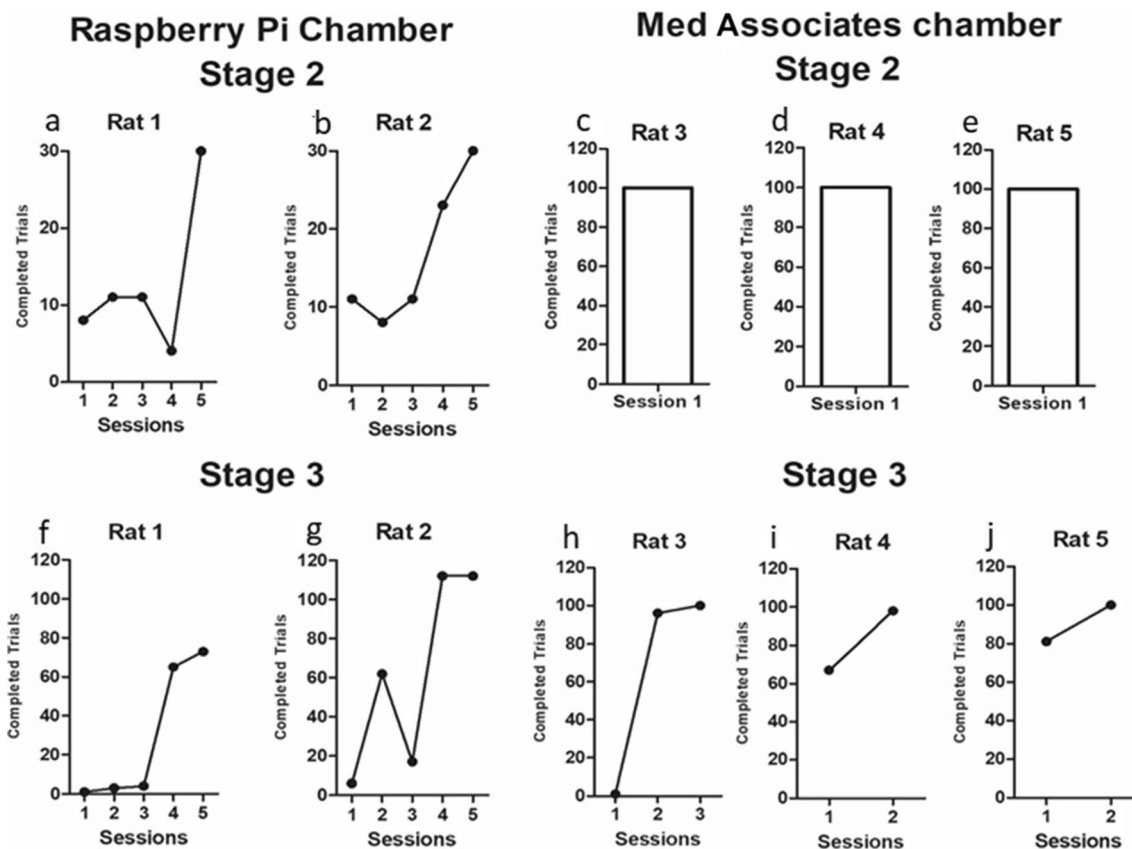 Raspberry Pi Chamber
Stage 2
Med Associates chamber
Stage 2
a
Rat 1
Completed Trials
30
20
10
0
1 2 3 4 5
Sessions
b
Rat 2
Completed Trials
30
20
10
0
1 2 3 4 5
Sessions
c
Rat 3
Completed Trials
120
100
80
60
40
20
0
Session 1
d
Rat 4
Completed Trials
120
100
80
60
40
20
0
Session 1
e
Rat 5
Completed Trials
120
100
80
60
40
20
0
Session 1
Stage 3
Stage 3
f
Rat 1
Completed Trials
120
100
80
60
40
20
0
1 2 3 4 5
Sessions
g
Rat 2
Completed Trials
120
100
80
60
40
20
0
1 2 3 4 5
Sessions
h
Rat 3
Completed Trials
120
100
80
60
40
20
0
1 2 3
Sessions
i
Rat 4
Completed Trials
120
100
80
60
40
20
0
1 2
Sessions
j
Rat 5
Completed Trials
120
100
80
60
40
20
0
1 2
Sessions